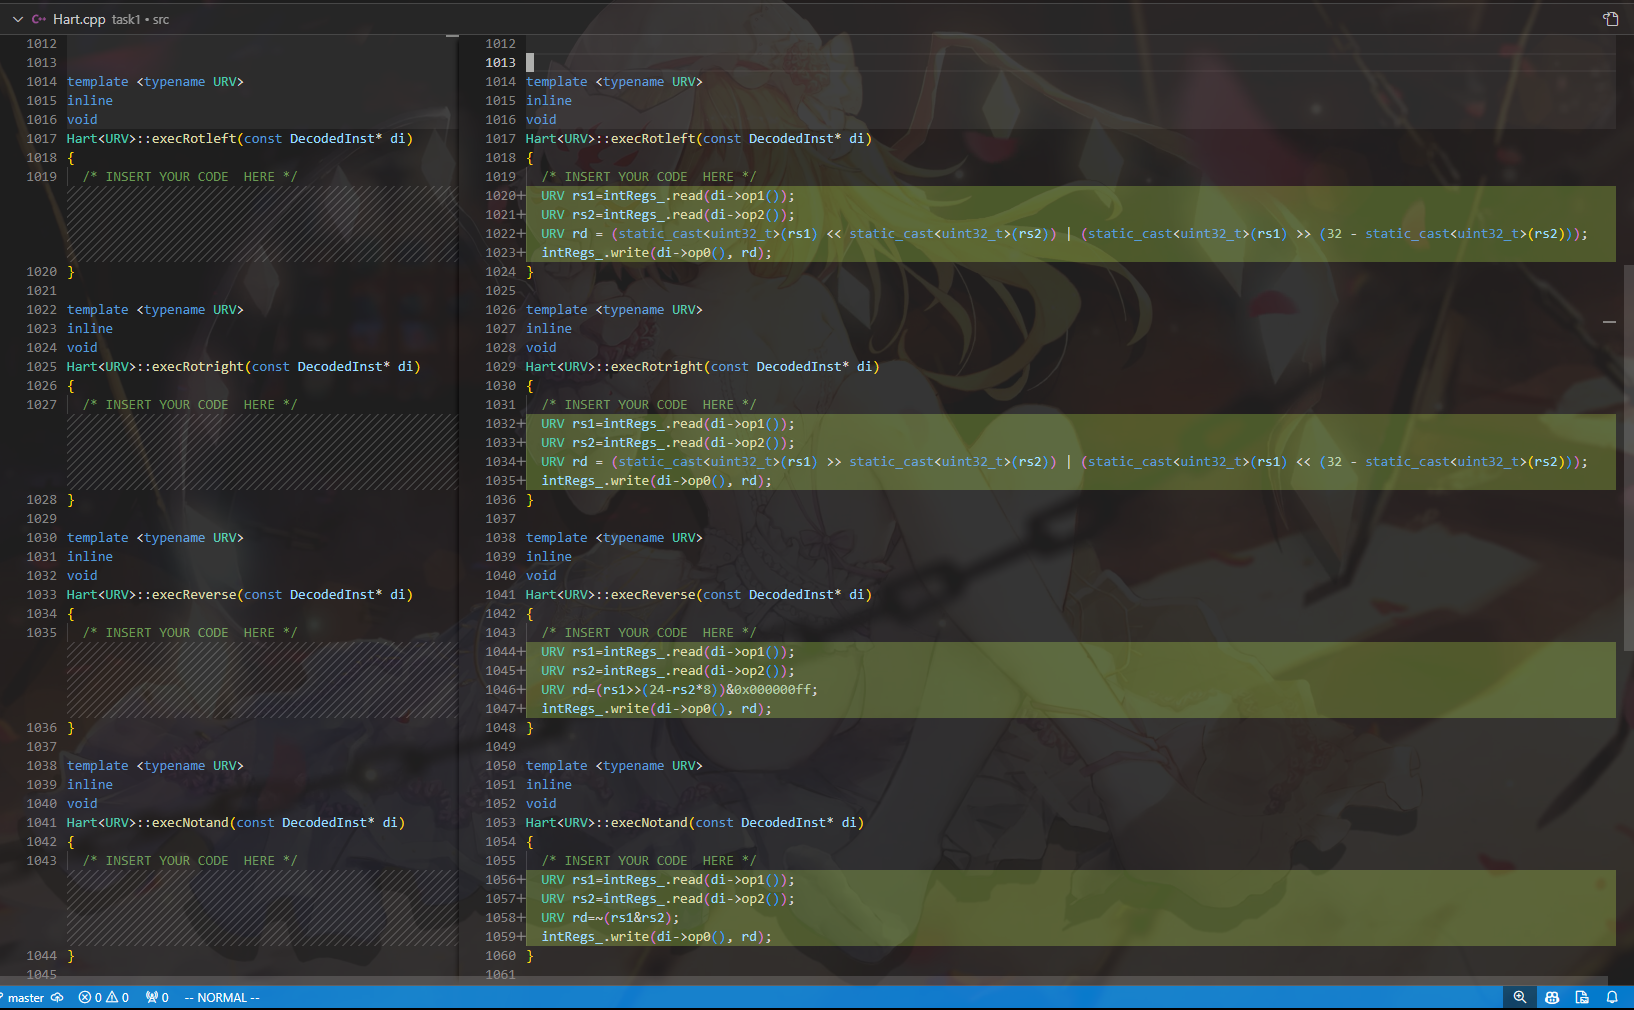 Hart.cpp task1 • src
1012
1013
1014 template <typename URV>
1015 inline
1016 void
1017 Hart<URV>::execRotleft(const DecodedInst* di)
1018 {
1019 /* INSERT YOUR CODE  HERE */
1020 }
1021
1022 template <typename URV>
1023 inline
1024 void
1025 Hart<URV>::execRotright(const DecodedInst* di)
1026 {
1027 /* INSERT YOUR CODE  HERE */
1028 }
1029
1030 template <typename URV>
1031 inline
1032 void
1033 Hart<URV>::execReverse(const DecodedInst* di)
1034 {
1035 /* INSERT YOUR CODE  HERE */
1036 }
1037
1038 template <typename URV>
1039 inline
1040 void
1041 Hart<URV>::execNotand(const DecodedInst* di)
1042 {
1043 /* INSERT YOUR CODE  HERE */
1044 }
1045
1012
1013
1014 template <typename URV>
1015 inline
1016 void
1017 Hart<URV>::execRotleft(const DecodedInst* di)
1018 {
1019 /* INSERT YOUR CODE  HERE */
1020+ URV rs1=intRegs_.read(di->op1());
1021+ URV rs2=intRegs_.read(di->op2());
1022+ URV rd = (static_cast<uint32_t>(rs1) << static_cast<uint32_t>(rs2)) | (static_cast<uint32_t>(rs1) >> (32 - static_cast<uint32_t>(rs2)));
1023+ intRegs_.write(di->op0(), rd);
1024 }
1025
1026 template <typename URV>
1027 inline
1028 void
1029 Hart<URV>::execRotright(const DecodedInst* di)
1030 {
1031 /* INSERT YOUR CODE  HERE */
1032+ URV rs1=intRegs_.read(di->op1());
1033+ URV rs2=intRegs_.read(di->op2());
1034+ URV rd = (static_cast<uint32_t>(rs1) >> static_cast<uint32_t>(rs2)) | (static_cast<uint32_t>(rs1) << (32 - static_cast<uint32_t>(rs2)));
1035+ intRegs_.write(di->op0(), rd);
1036 }
1037
1038 template <typename URV>
1039 inline
1040 void
1041 Hart<URV>::execReverse(const DecodedInst* di)
1042 {
1043 /* INSERT YOUR CODE  HERE */
1044+ URV rs1=intRegs_.read(di->op1());
1045+ URV rs2=intRegs_.read(di->op2());
1046+ URV rd=(rs1>>(24-rs2*8))&0x000000ff;
1047+ intRegs_.write(di->op0(), rd);
1048 }
1049
1050 template <typename URV>
1051 inline
1052 void
1053 Hart<URV>::execNotand(const DecodedInst* di)
1054 {
1055 /* INSERT YOUR CODE  HERE */
1056+ URV rs1=intRegs_.read(di->op1());
1057+ URV rs2=intRegs_.read(di->op2());
1058+ URV rd=~(rs1&rs2);
1059+ intRegs_.write(di->op0(), rd);
1060 }
1061
master 0 0 0 -- NORMAL --